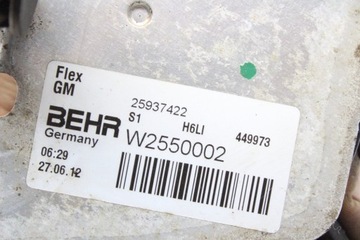 Flex
GM
25937422
S1 H6LI 449973
BEHR W2550002
Germany
06:29
27.06.12